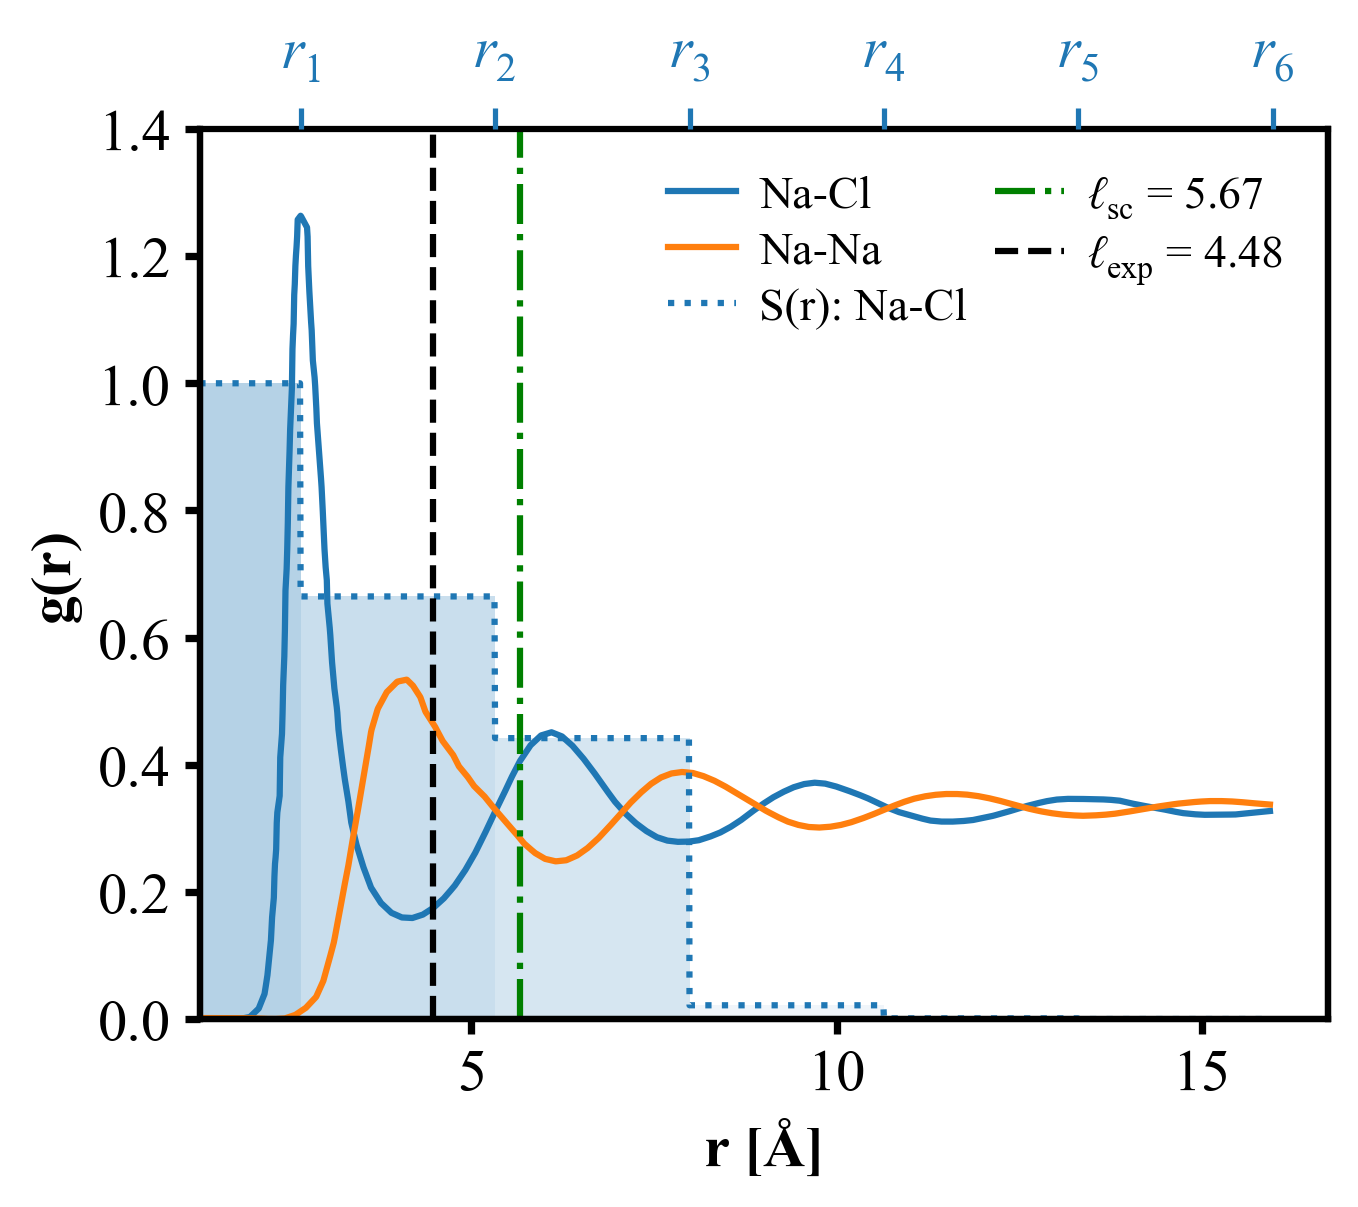 r1 r2 r3 r4 r5 r6
1.4
1.2
1.0
0.8
0.6
0.4
0.2
0.0
g(r)
Na-Cl
Na-Na
S(r): Na-Cl
ℓsc = 5.67
ℓexp = 4.48
5 10 15
r [Å]